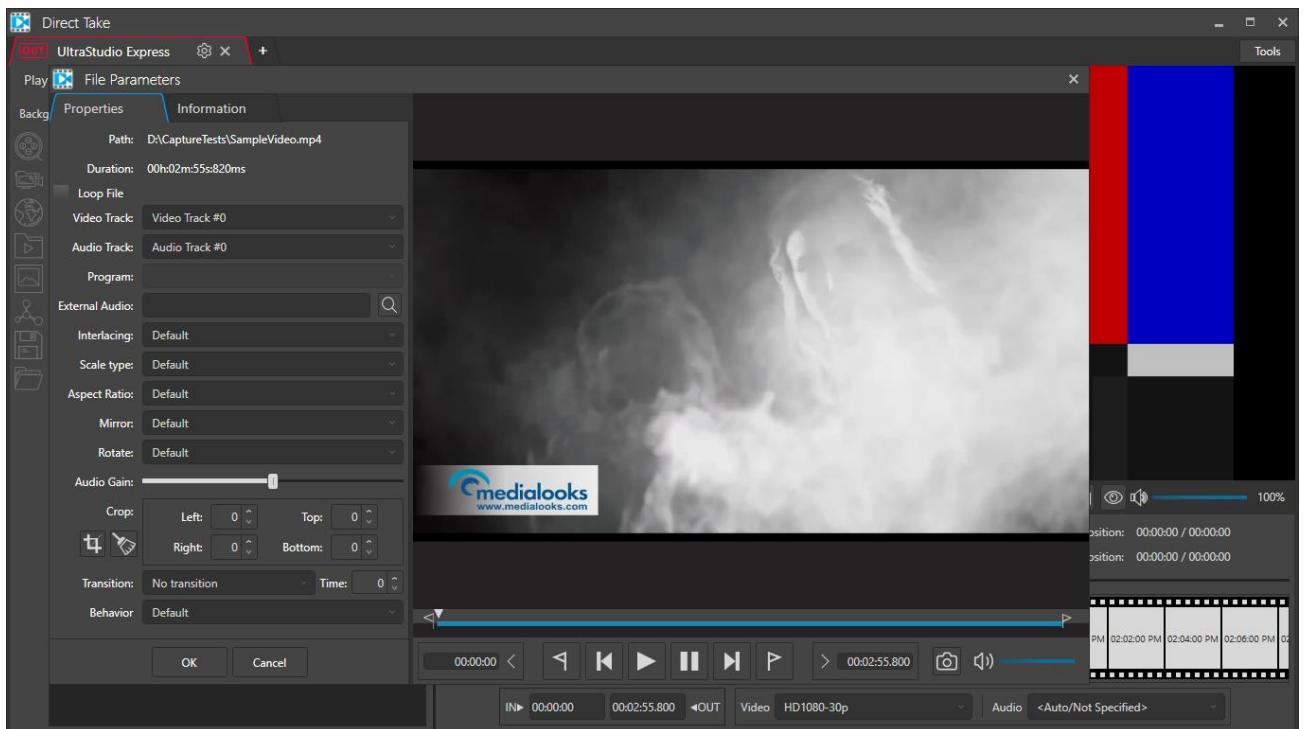 Direct Take
OUT UltraStudio Express +
Tools
Play
File Parameters
Backg
Properties Information
Path: D:\CaptureTests\SampleVideo.mp4
Duration: 00h:02m:55s:820ms
Loop File
Video Track: Video Track #0
Audio Track: Audio Track #0
Program:
External Audio:
Interlacing: Default
Scale type: Default
Aspect Ratio: Default
Mirror: Default
Rotate: Default
Audio Gain:
Crop:
Left: 0 Top: 0
Right: 0 Bottom: 0
Transition: No transition Time: 0
Behavior Default
OK Cancel
medialooks
www.medialooks.com
00:00:00 00:02:55.800
100%
osition: 00:00:00 / 00:00:00
osition: 00:00:00 / 00:00:00
PM 02:02:00 PM 02:04:00 PM 02:06:00 PM 02
IN 00:00:00 00:02:55.800 OUT Video HD1080-30p Audio <Auto/Not Specified>